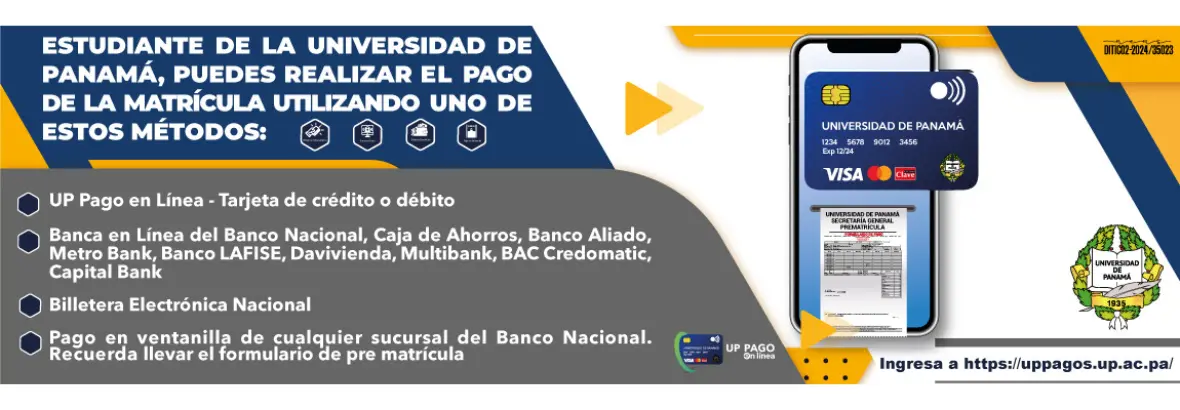 ESTUDIANTE DE LA UNIVERSIDAD DE
PANAMÁ, PUEDES REALIZAR EL PAGO
DE LA MATRÍCULA UTILIZANDO UNO DE
ESTOS MÉTODOS:
UP Pago en Línea - Tarjeta de crédito o débito
Banca en Línea del Banco Nacional, Caja de Ahorros, Banco Aliado,
Metro Bank, Banco LAFISE, Davivienda, Multibank, BAC Credomatic,
Capital Bank
Billetera Electrónica Nacional
Pago en ventanilla de cualquier sucursal del Banco Nacional.
Recuerda llevar el formulario de pre matrícula
UP PAGO
On línea
UNIVERSIDAD DE PANAMÁ
1234 5678 9012 3456
Exp 12/24
VISA
Clave
UNIVERSIDAD DE PANAMÁ
SECRETARÍA GENERAL
PREMATRÍCULA
DITIC02-2024/35023
UNIVERSIDAD
DE
PANAMÁ
1935
Ingresa a https://uppagos.up.ac.pa/